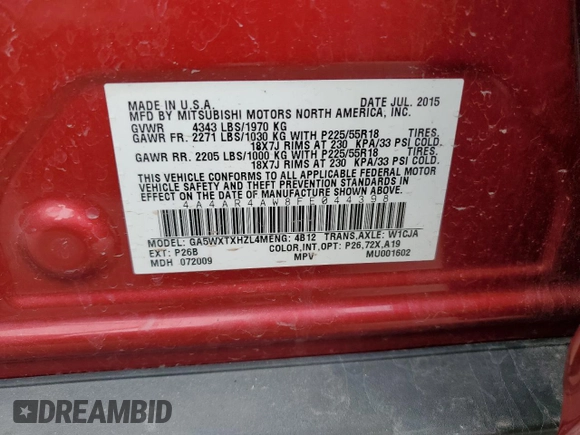 MADE IN U.S.A. DATE JUL. 2015
MFD BY MITSUBISHI MOTORS NORTH AMERICA, INC.
GVWR 4343 LBS/1970 KG
GAWR FR. 2271 LBS/1030 KG WITH P225/55R18 TIRES,
18X7J RIMS AT 230 KPA/33 PSI COLD.
GAWR RR. 2205 LBS/1000 KG WITH P225/55R18 TIRES,
18X7J RIMS AT 230 KPA/33 PSI COLD.
THIS VEHICLE CONFORMS TO ALL APPLICABLE FEDERAL MOTOR
VEHICLE SAFETY AND THEFT PREVENTION STANDARDS IN
EFFECT ON THE DATE OF MANUFACTURE SHOWN ABOVE.
4A4AR4AW8FE044398
MODEL: GA5WXTXHZL4MENG: 4B12 TRANS,AXLE: W1CJA
EXT: P26B COLOR,INT,OPT: P26,72X,A19
MDH 072009 MPV MU001602
DREAMBID